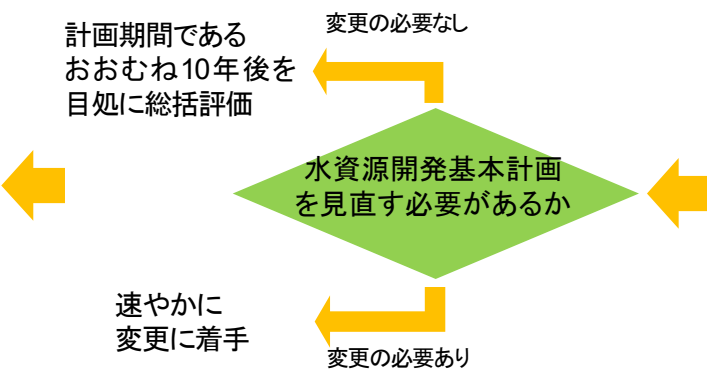 変更の必要なし
計画期間である
おおむね10年後を
目処に総括評価
水資源開発基本計画
を見直す必要があるか
速やかに
変更に着手
変更の必要あり